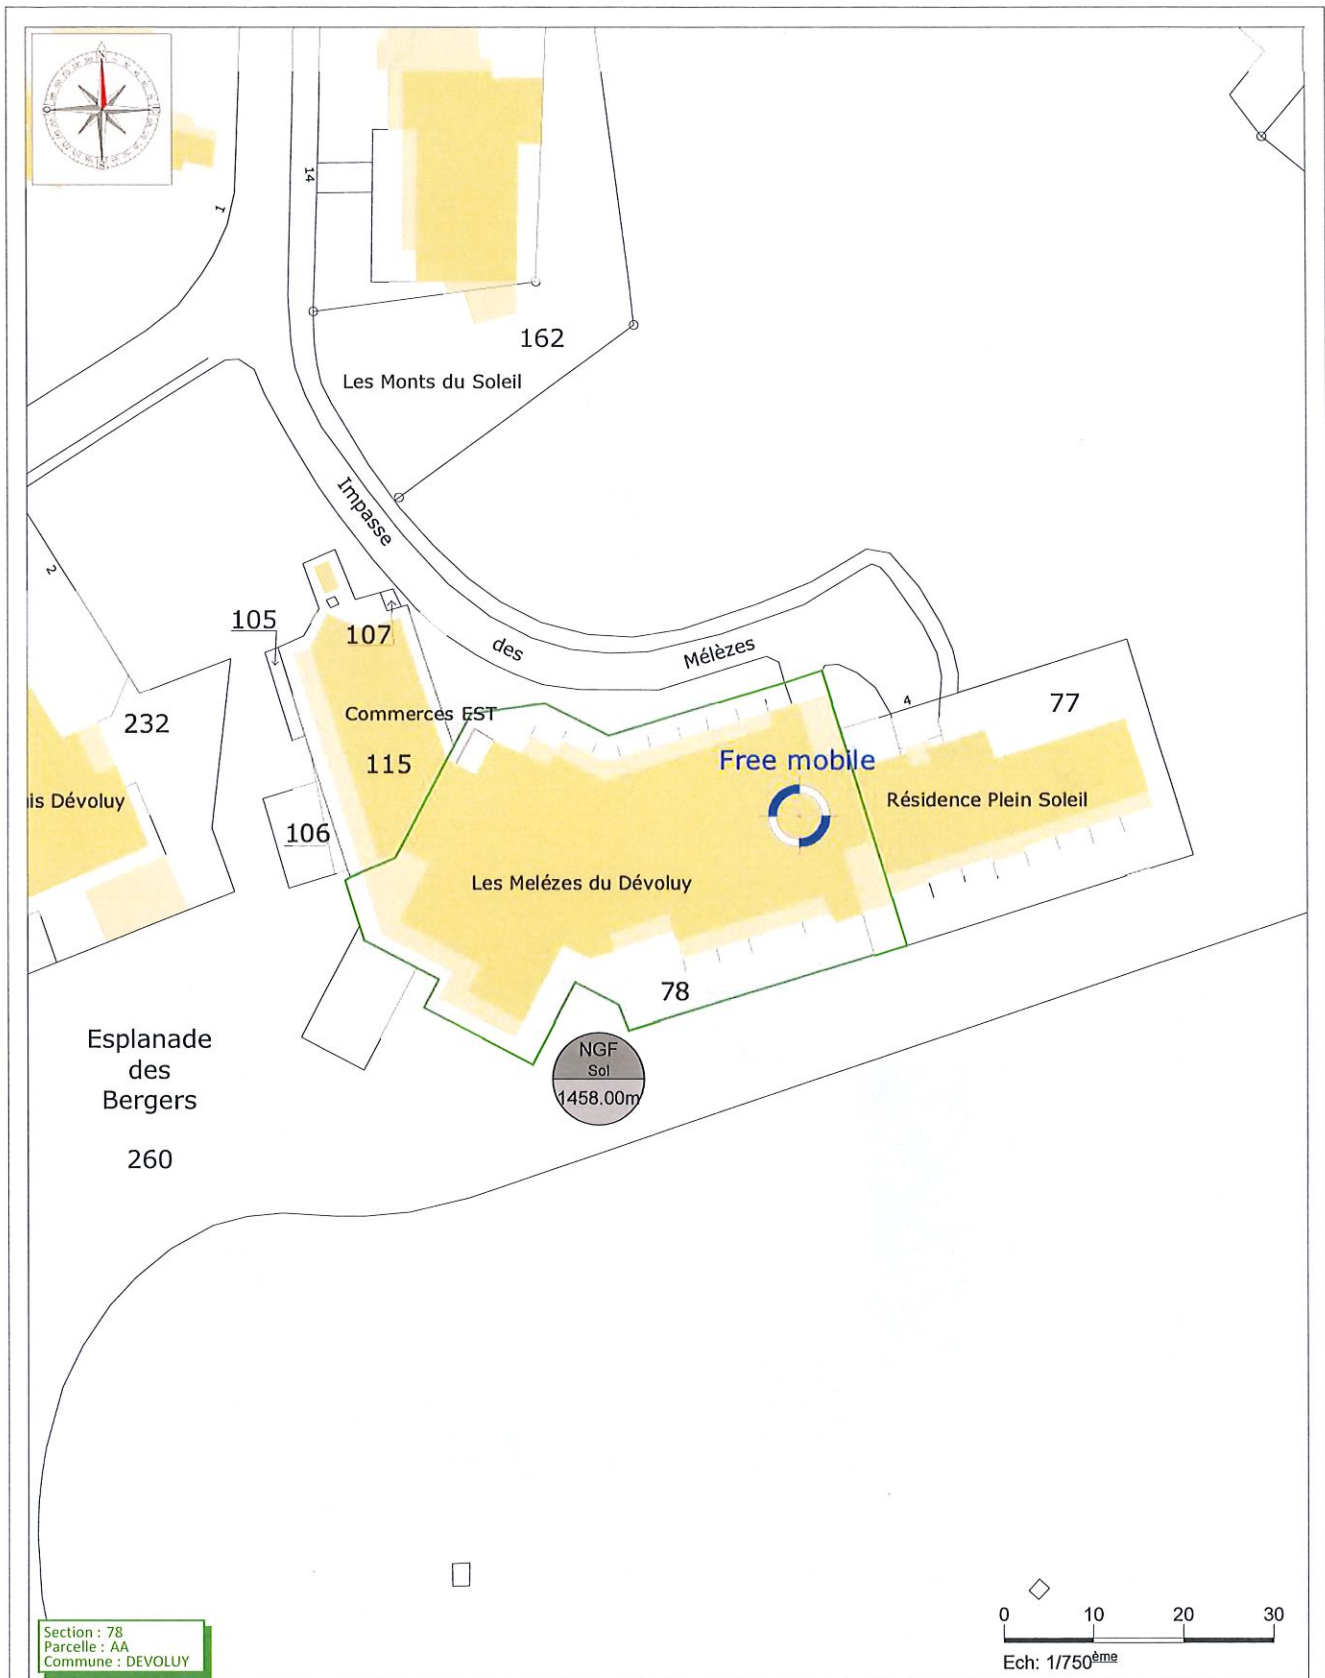 14
1
162
Les Monts du Soleil
Impasse
2
105
107
des
Mélèzes
4
77
232
Commerces EST
115
Free mobile
is Dévoluy
Résidence Plein Soleil
106
Les Melézes du Dévoluy
78
Esplanade
des
Bergers
260
NGF
Sol
1458.00m
Section : 78
Parcelle : AA
Commune : DEVOLUY
0 10 20 30
Ech: 1/750ème